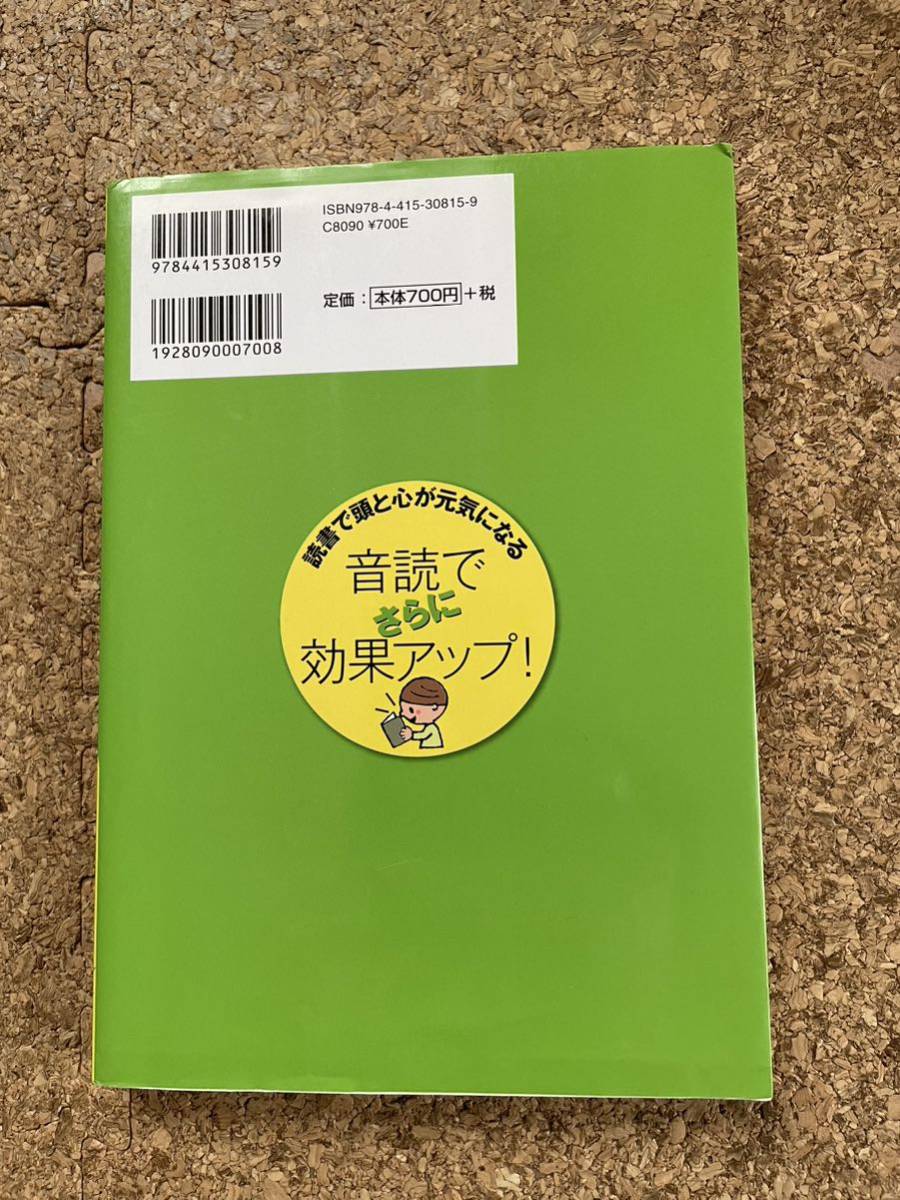 ISBN978-4-415-30815-9
C8090 ¥700E
9784415308159
定価：本体700円＋税
1928090007008
読書で頭と心が元気になる
音読で
さらに
効果アップ！